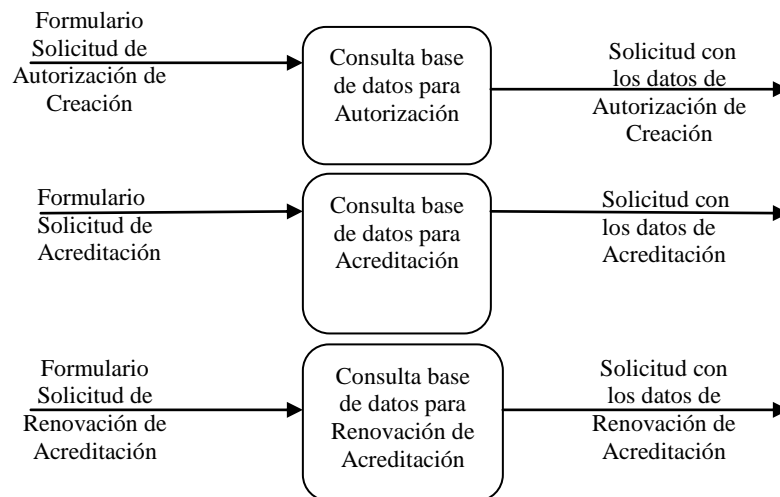 Formulario
Solicitud de
Autorización de
Creación
Consulta base
de datos para
Autorización
Solicitud con
los datos de
Autorización de
Creación
Formulario
Solicitud de
Acreditación
Consulta base
de datos para
Acreditación
Solicitud con
los datos de
Acreditación
Formulario
Solicitud de
Renovación de
Acreditación
Consulta base
de datos para
Renovación de
Acreditación
Solicitud con
los datos de
Renovación de
Acreditación